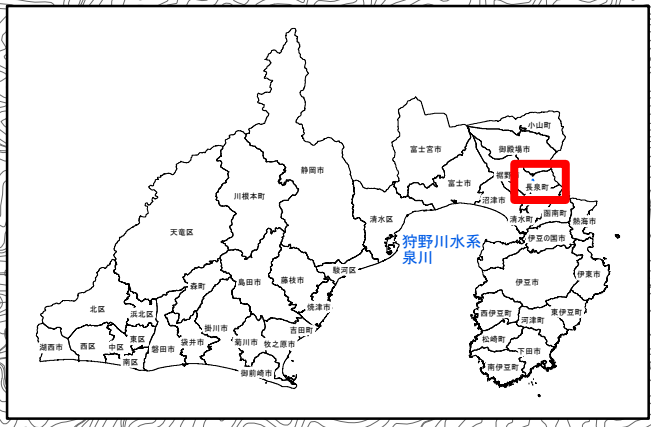 小山町
御殿場市
富士宮市
裾野
長泉町
富士市
沼津市
静岡市
川根本町
清水区
清水町
函南町
熱海市
天竜区
狩野川水系
泉川
伊豆の国市
駿河区
伊豆市
伊東市
森町
島田市
藤枝市
焼津市
北区
浜北区
西伊豆町
河津町
東伊豆町
吉田町
掛川市
湖西市
西区
中区
東区
磐田市
袋井市
菊川市
牧之原市
松崎町
下田市
南区
御前崎市
南伊豆町